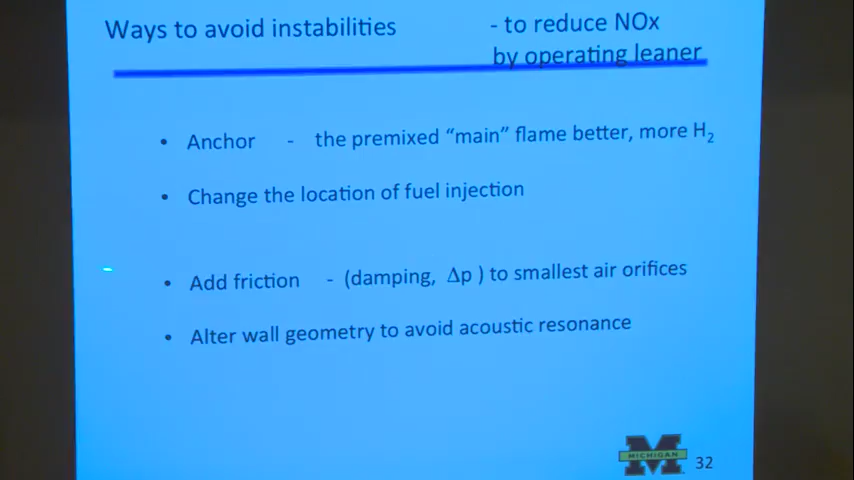 Ways to avoid instabilities - to reduce NOx
by operating leaner
• Anchor - the premixed “main” flame better, more H₂
• Change the location of fuel injection
• Add friction - (damping, Δp ) to smallest air orifices
• Alter wall geometry to avoid acoustic resonance
MICHIGAN
32